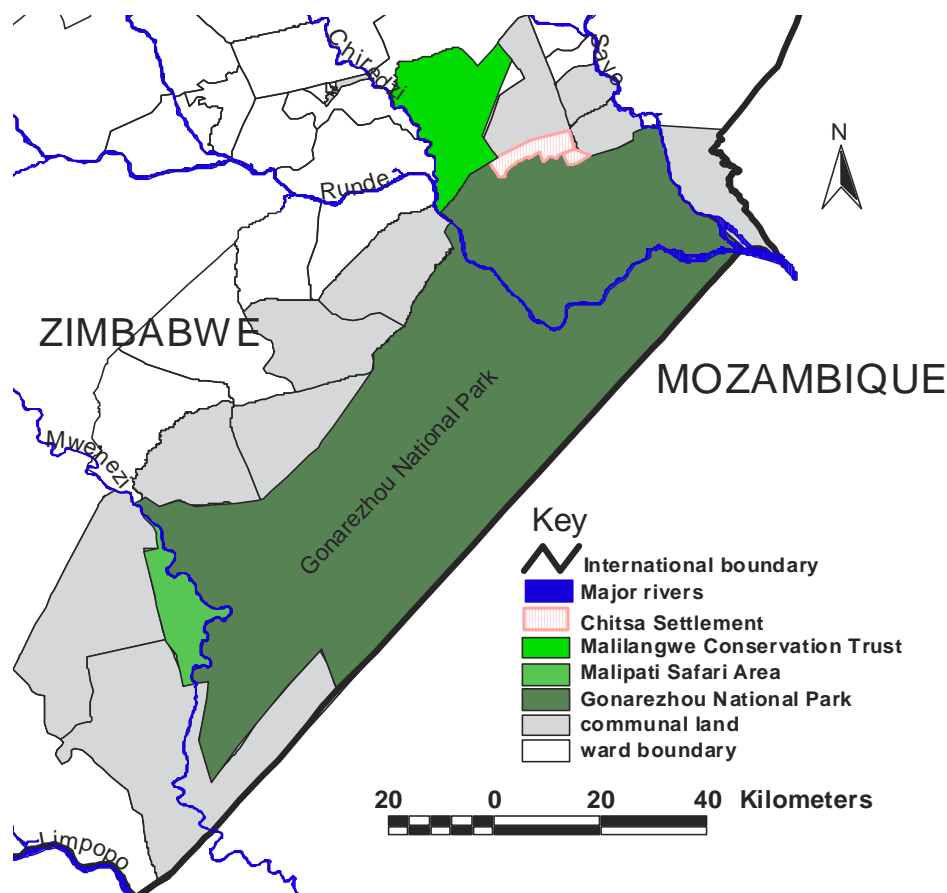 Chiredzi
Save
N
Runde
ZIMBABWE
MOZAMBIQUE
Mwenezi
Gonarezhou National Park
Key
International boundary
Major rivers
Chitsa Settlement
Malilangwe Conservation Trust
Malipati Safari Area
Gonarezhou National Park
communal land
ward boundary
20 0 20 40 Kilometers
Limpopo